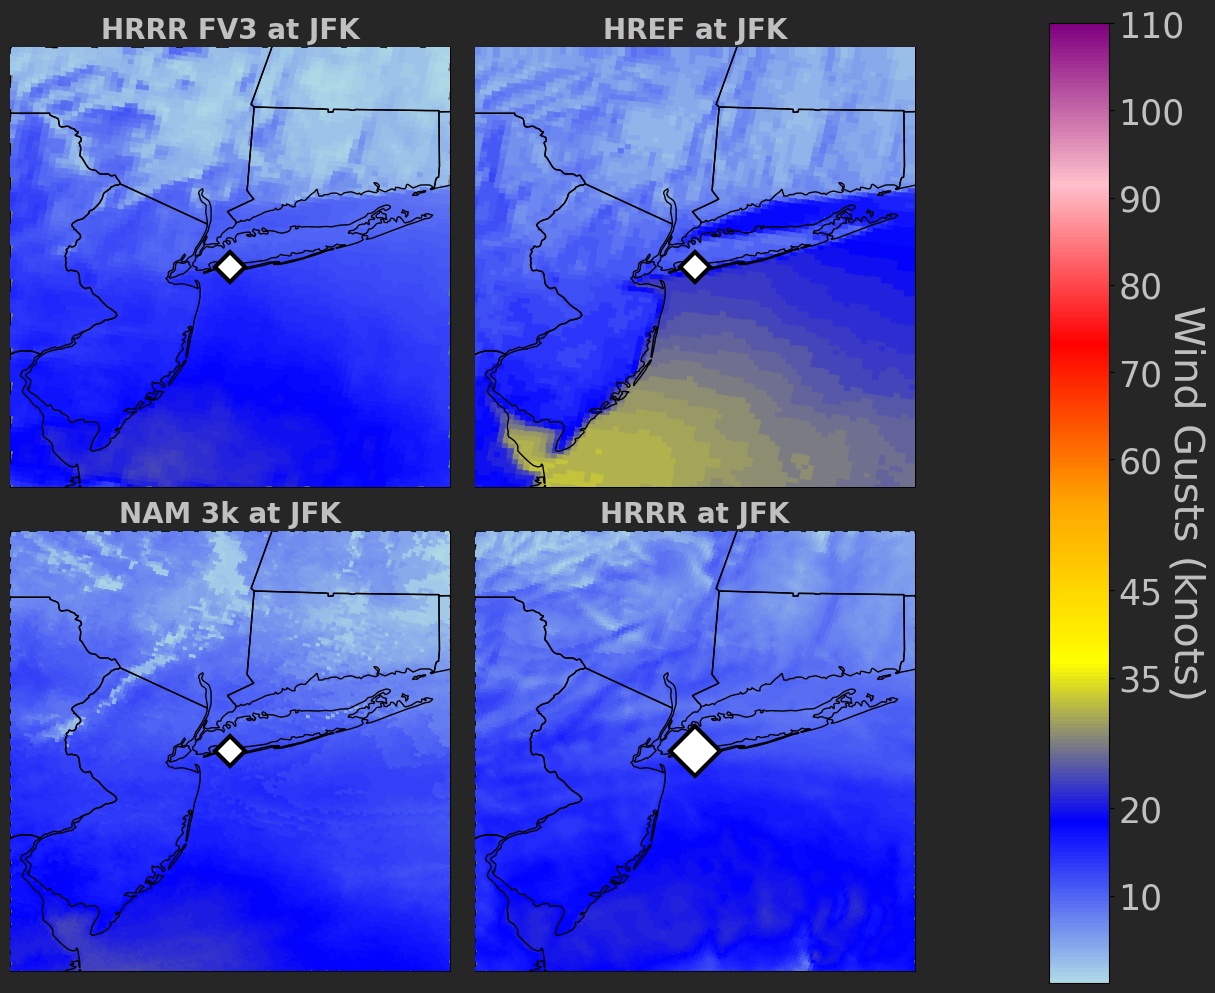 HRRR FV3 at JFK
HREF at JFK
NAM 3k at JFK
HRRR at JFK
110
100
90
80
70
60
45
35
20
10
Wind Gusts (knots)